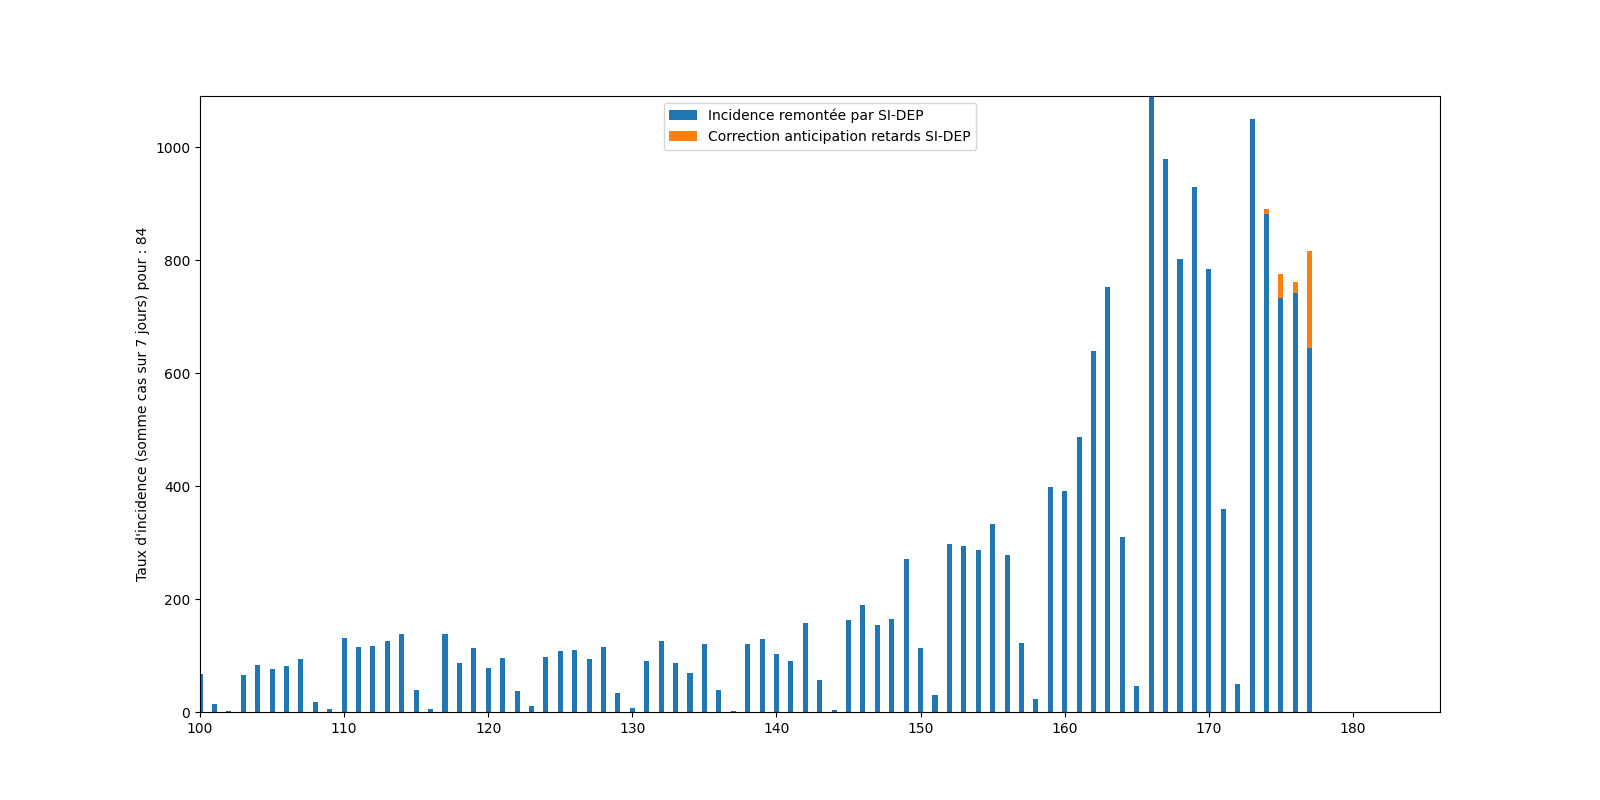 Incidence remontée par SI-DEP
Correction anticipation retards SI-DEP
Taux d'incidence (somme cas sur 7 jours) pour : 84
1000
800
600
400
200
0
100 110 120 130 140 150 160 170 180